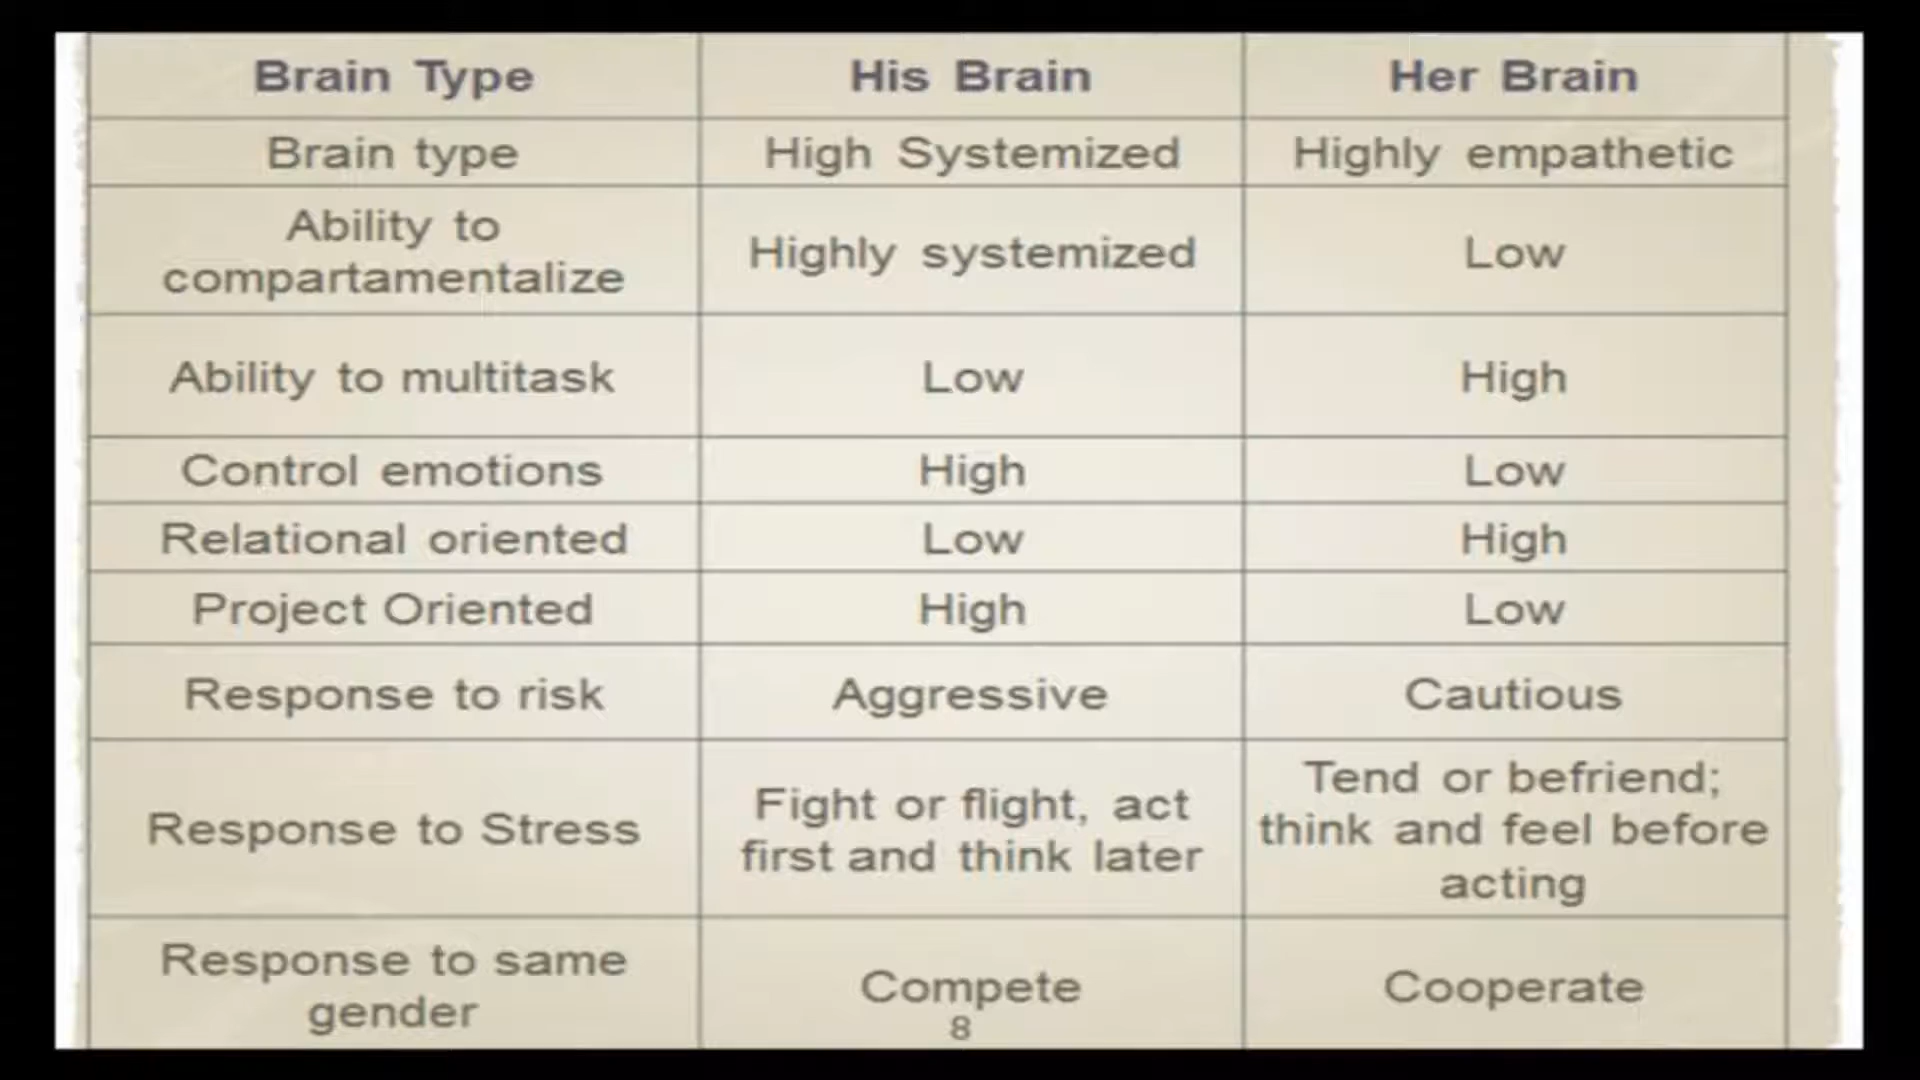 Brain Type His Brain Her Brain
Brain type High Systemized Highly empathetic
Ability to
compartamentalize Highly systemized Low
Ability to multitask Low High
Control emotions High Low
Relational oriented Low High
Project Oriented High Low
Response to risk Aggressive Cautious
Response to Stress
Fight or flight, act
first and think later
Tend or befriend;
think and feel before
acting
Response to same
gender
Compete
Cooperate
8